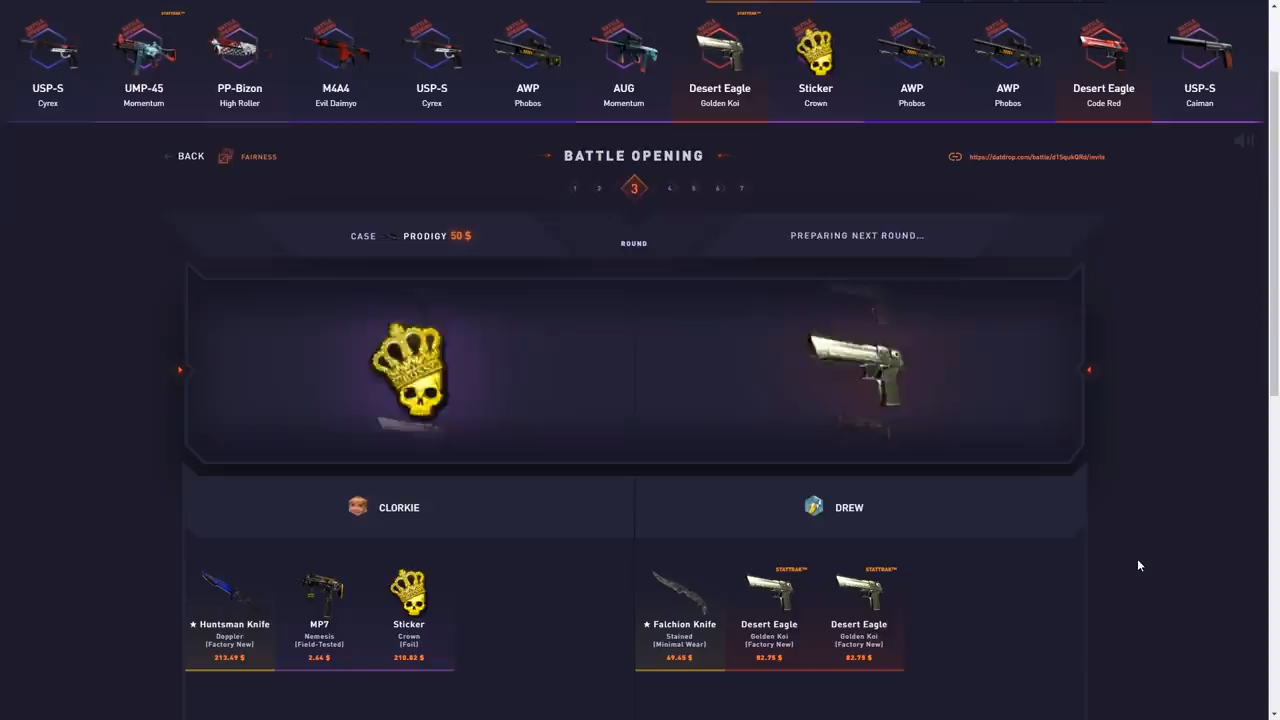 STATTRAK™ STATTRAK™
USP-S UMP-45 PP-Bizon M4A4 USP-S AWP AUG Desert Eagle Sticker AWP AWP Desert Eagle USP-S
Cyrex Momentum High Roller Evil Daimyo Cyrex Phobos Momentum Golden Koi Crown Phobos Phobos Code Red Caiman
BACK FAIRNESS BATTLE OPENING
1 2 3 4 5 6 7
CASE PRODIGY 50 $ ROUND PREPARING NEXT ROUND...
CLORKIE DREW
STATTRAK™ STATTRAK™
★ Huntsman Knife MP7 Sticker ★ Falchion Knife Desert Eagle Desert Eagle
Doppler Nemesis Crown Stained Golden Koi Golden Koi
(Factory New) (Field-Tested) (Foil) (Minimal Wear) (Factory New) (Factory New)
213.49 $ 2.64 $ 210.82 $ 69.45 $ 82.75 $ 82.75 $